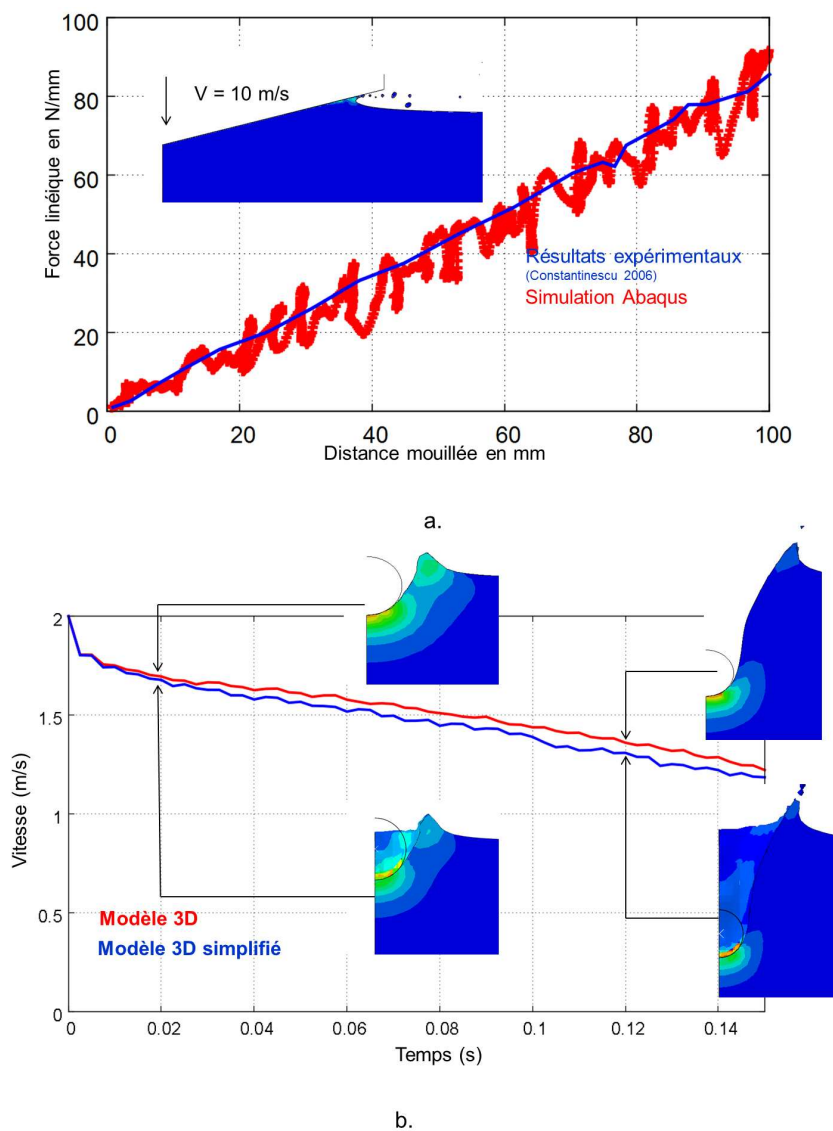 100
80
60
40
20
0
Force linéique en N/mm
V = 10 m/s
Résultats expérimentaux
(Constantinescu 2006)
Simulation Abaqus
0
20
40
60
80
100
Distance mouillée en mm
a.
2
1.5
1
0.5
0
Vitesse (m/s)
Modèle 3D
Modèle 3D simplifié
0
0.02
0.04
0.06
0.08
0.1
0.12
0.14
Temps (s)
b.